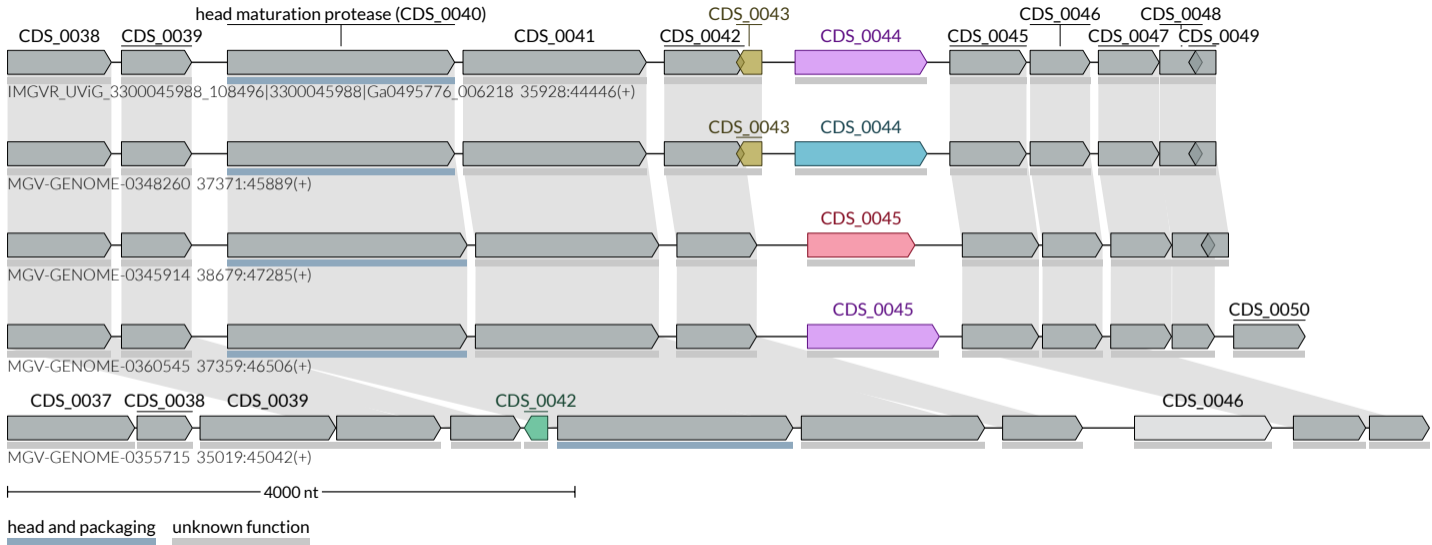 head maturation protease (CDS_0040) CDS_0043 CDS_0046 CDS_0048
CDS_0038 CDS_0039 CDS_0041 CDS_0042 CDS_0044 CDS_0045 CDS_0047 CDS_0049
IMGVR_UViG_3300045988_108496|3300045988|Ga0495776_006218 35928:44446(+)
CDS_0043 CDS_0044
MGV-GENOME-0348260 37371:45889(+)
CDS_0045
MGV-GENOME-0345914 38679:47285(+)
CDS_0045 CDS_0050
MGV-GENOME-0360545 37359:46506(+)
CDS_0037 CDS_0038 CDS_0039 CDS_0042 CDS_0046
MGV-GENOME-0355715 35019:45042(+)
4000 nt
head and packaging unknown function